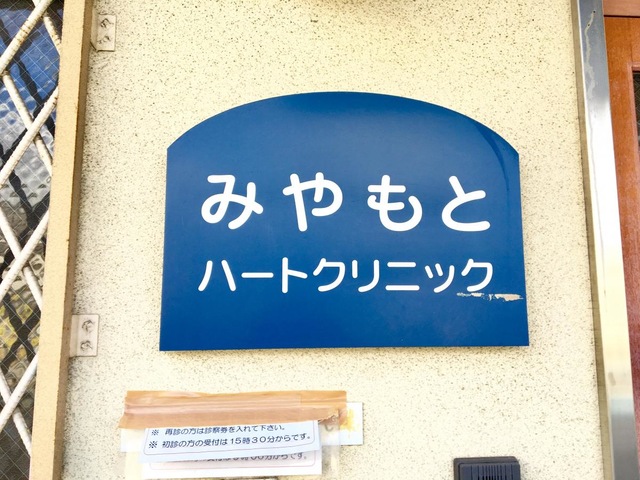 みやもと
ハートクリニック
※ 再診の方は診察券を入れて下さい。
※ 初診の方の受付は15時30分からです。